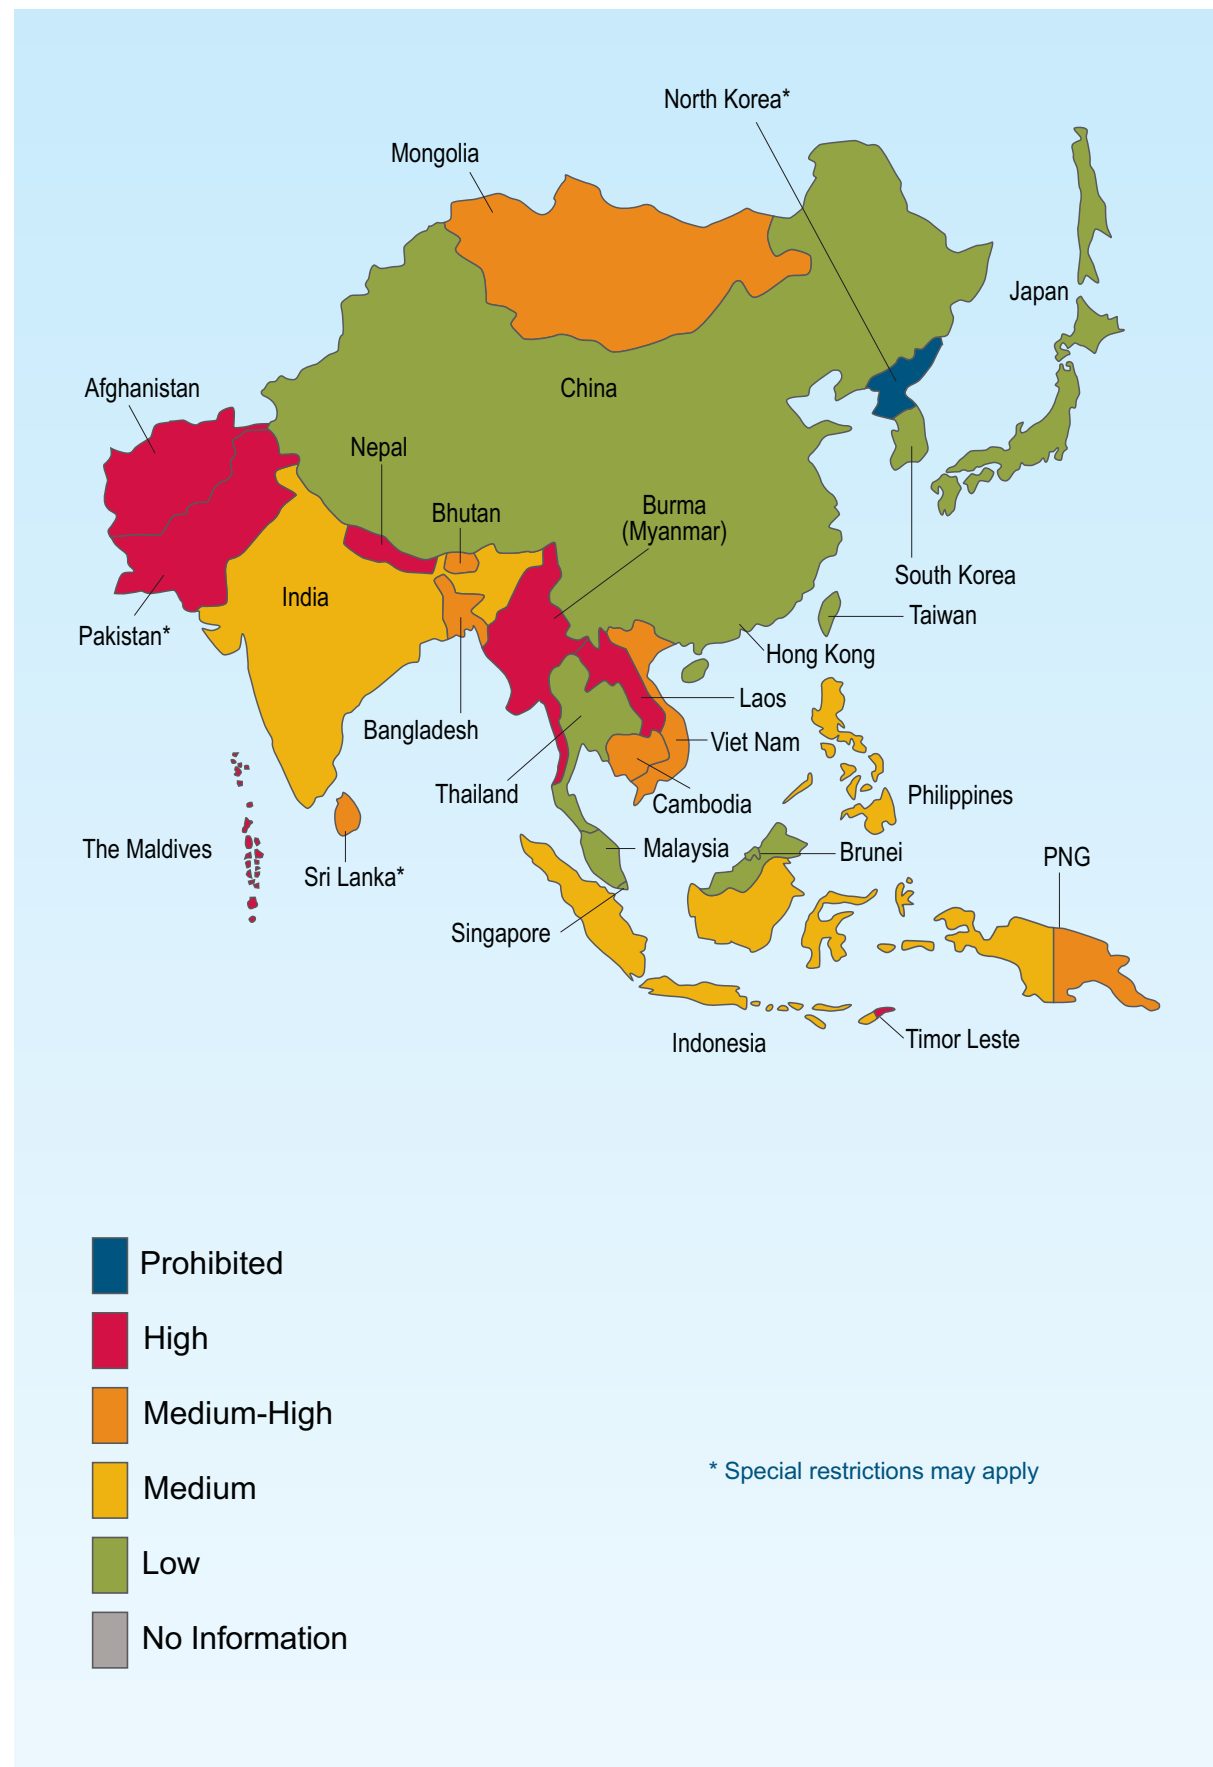 North Korea*
Mongolia
Japan
Afghanistan
China
Nepal
Bhutan
Burma
(Myanmar)
South Korea
India
Taiwan
Pakistan*
Hong Kong
Laos
Bangladesh
Viet Nam
Thailand
Cambodia
Philippines
The Maldives
Malaysia
Brunei
PNG
Sri Lanka*
Singapore
Indonesia
Timor Leste
Prohibited
High
Medium-High
Medium
* Special restrictions may apply
Low
No Information